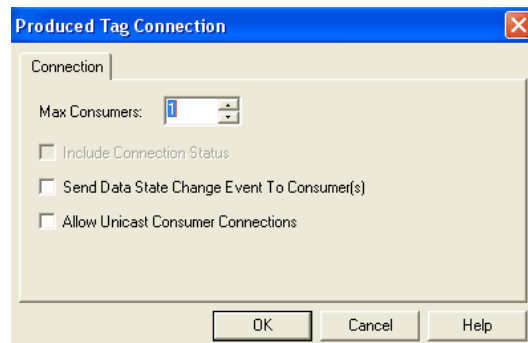 Produced Tag Connection
Connection
Max Consumers: 1
Include Connection Status
Send Data State Change Event To Consumer(s)
Allow Unicast Consumer Connections
OK Cancel Help